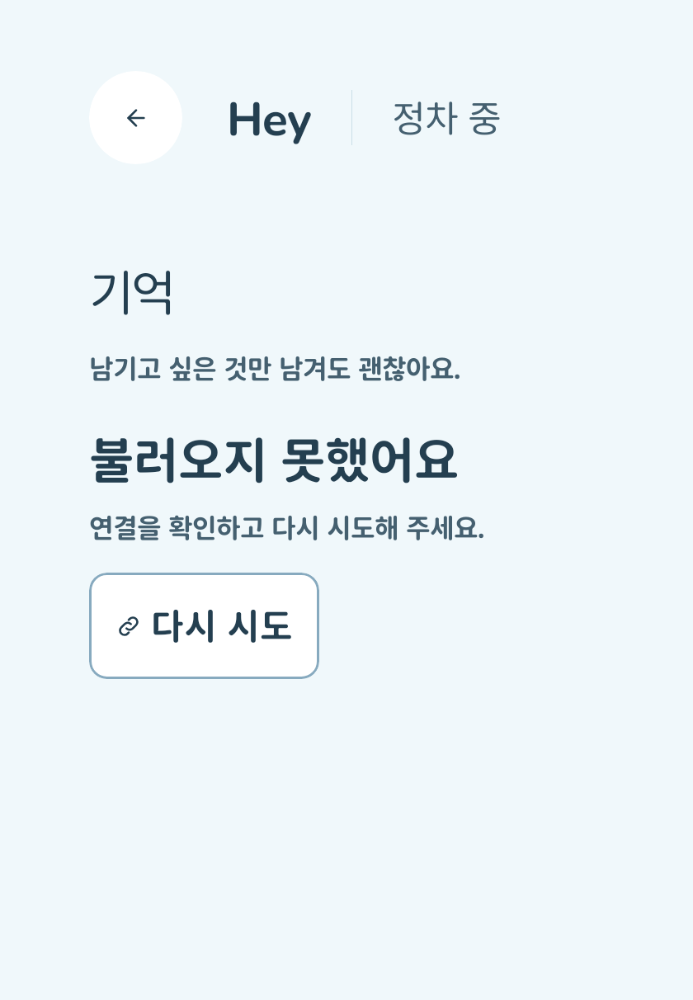 Hey
정차 중
기억
남기고 싶은 것만 남겨도 괜찮아요.
불러오지 못했어요
연결을 확인하고 다시 시도해 주세요.
다시 시도